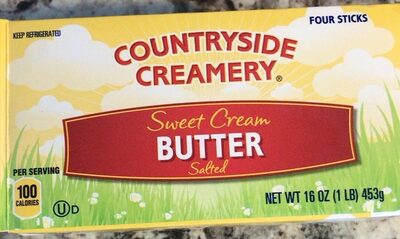 KEEP REFRIGERATED
FOUR STICKS
COUNTRYSIDE
CREAMERY®
Sweet Cream
BUTTER
Salted
PER SERVING
100
CALORIES
U D
NET WT 16 OZ (1 LB) 453g